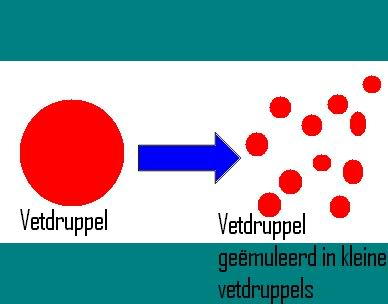 Vetdruppel
Vetdruppel
geëmuleerd in kleine
vetdruppels